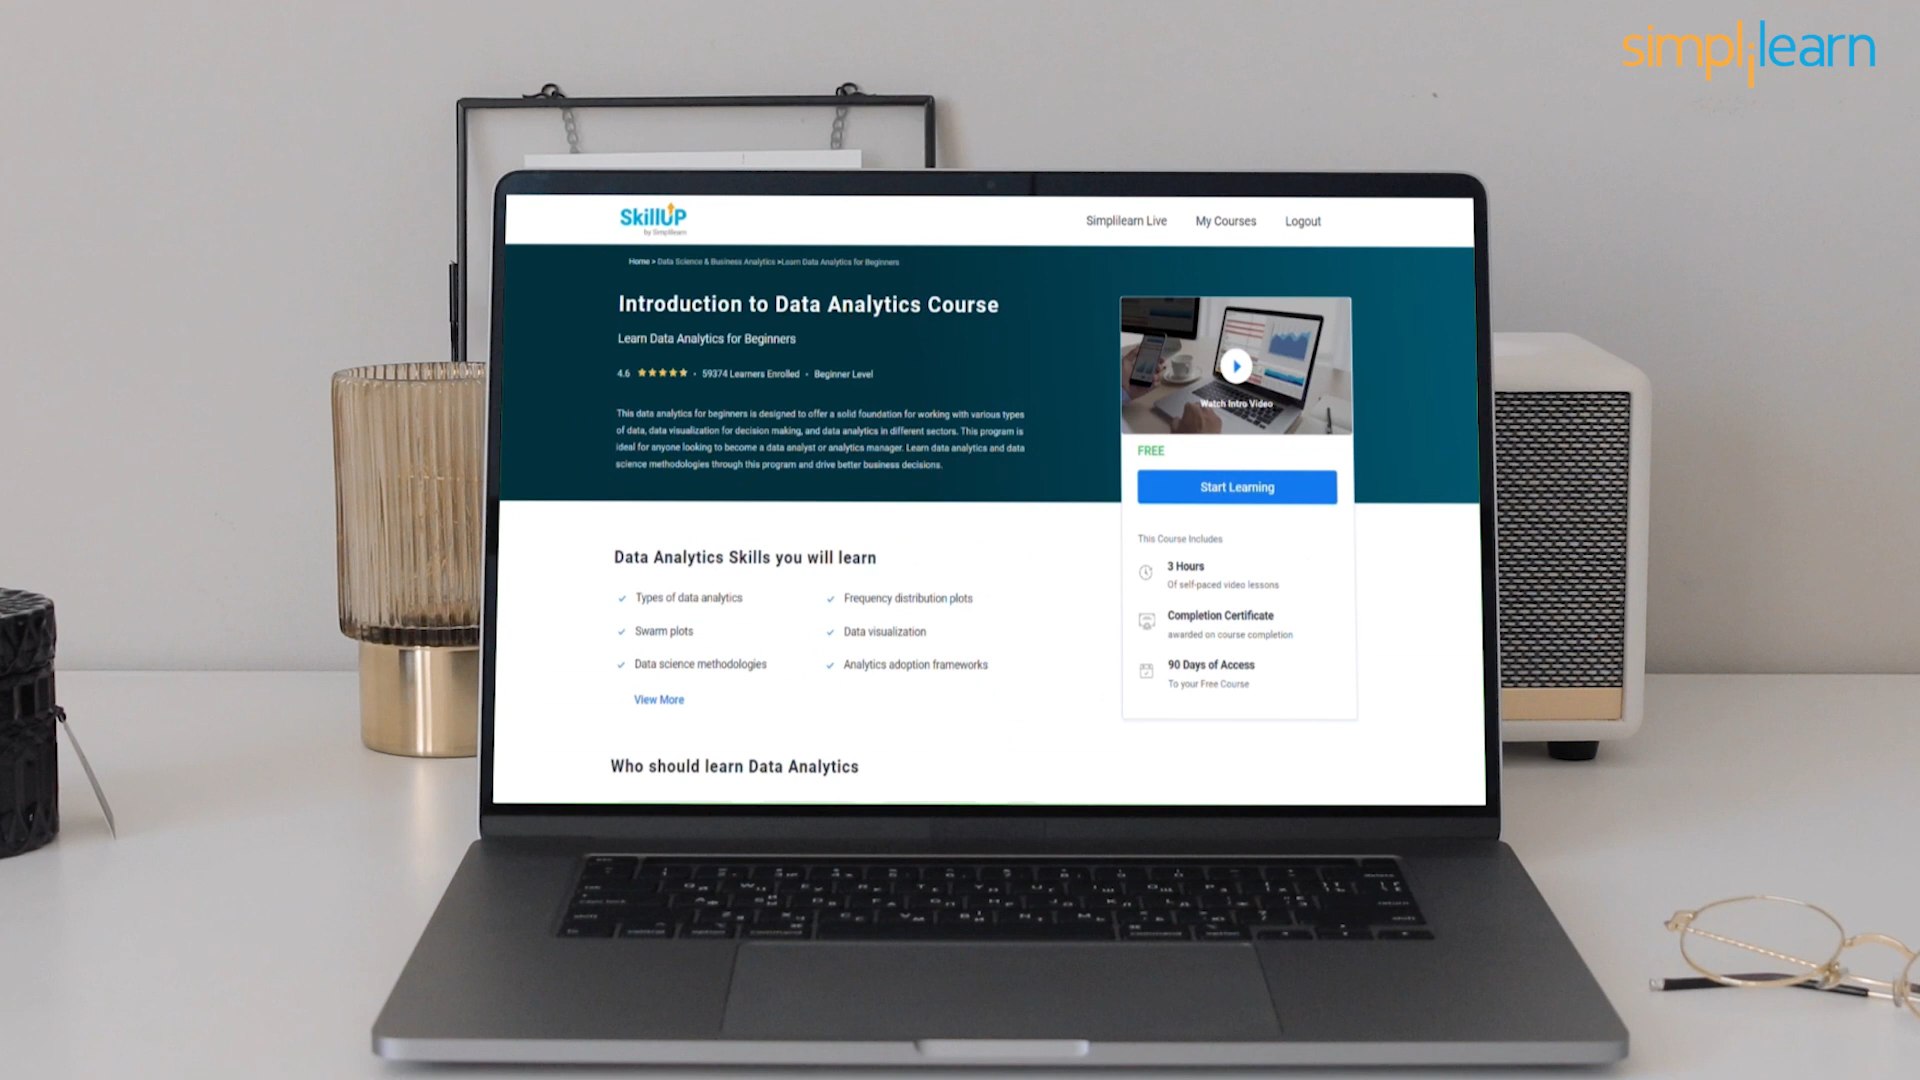 simplilearn
SkillUP
by Simplilearn
Simplilearn Live
My Courses
Logout
Home > Data Science & Business Analytics >Learn Data Analytics for Beginners
Introduction to Data Analytics Course
Learn Data Analytics for Beginners
4.6 ★★★★★ • 59374 Learners Enrolled • Beginner Level
This data analytics for beginners is designed to offer a solid foundation for working with various types
of data, data visualization for decision making, and data analytics in different sectors. This program is
ideal for anyone looking to become a data analyst or analytics manager. Learn data analytics and data
science methodologies through this program and drive better business decisions.
Watch Intro Video
FREE
Start Learning
This Course Includes
3 Hours
Of self-paced video lessons
Completion Certificate
awarded on course completion
90 Days of Access
To your Free Course
Data Analytics Skills you will learn
Types of data analytics
Frequency distribution plots
Swarm plots
Data visualization
Data science methodologies
Analytics adoption frameworks
View More
Who should learn Data Analytics